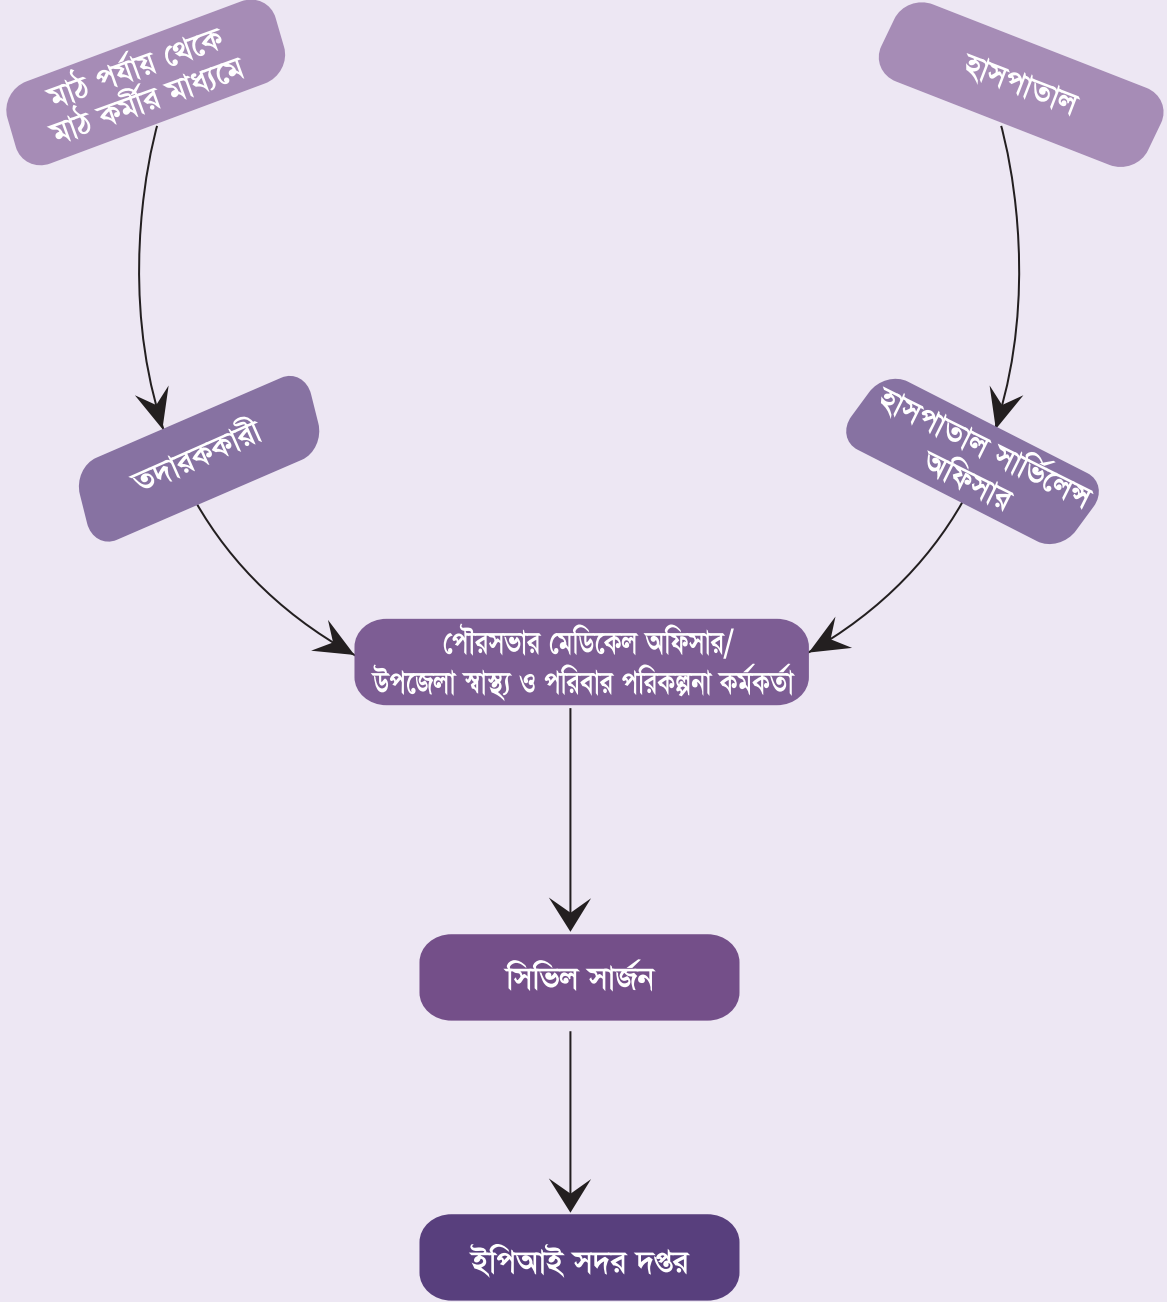 মাঠ পর্যায় থেকে
মাঠ কর্মীর মাধ্যমে
হাসপাতাল
তদারককারী
হাসপাতাল সার্ভিলেন্স
অফিসার
পৌরসভার মেডিকেল অফিসার/
উপজেলা স্বাস্থ্য ও পরিবার পরিকল্পনা কর্মকর্তা
সিভিল সার্জন
ইপিআই সদর দপ্তর